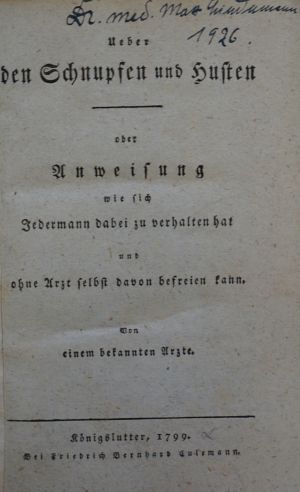 Dr. med. Max
1926.
Ueber
den Schnupfen und Husten
oder
Anweisung
wie sich
Jedermann dabei zu verhalten hat
und
ohne Arzt selbst davon befreien kann.
Von
einem bekannten Arzte.
Königslutter, 1799.
Bei Friedrich Bernhard Culemann.